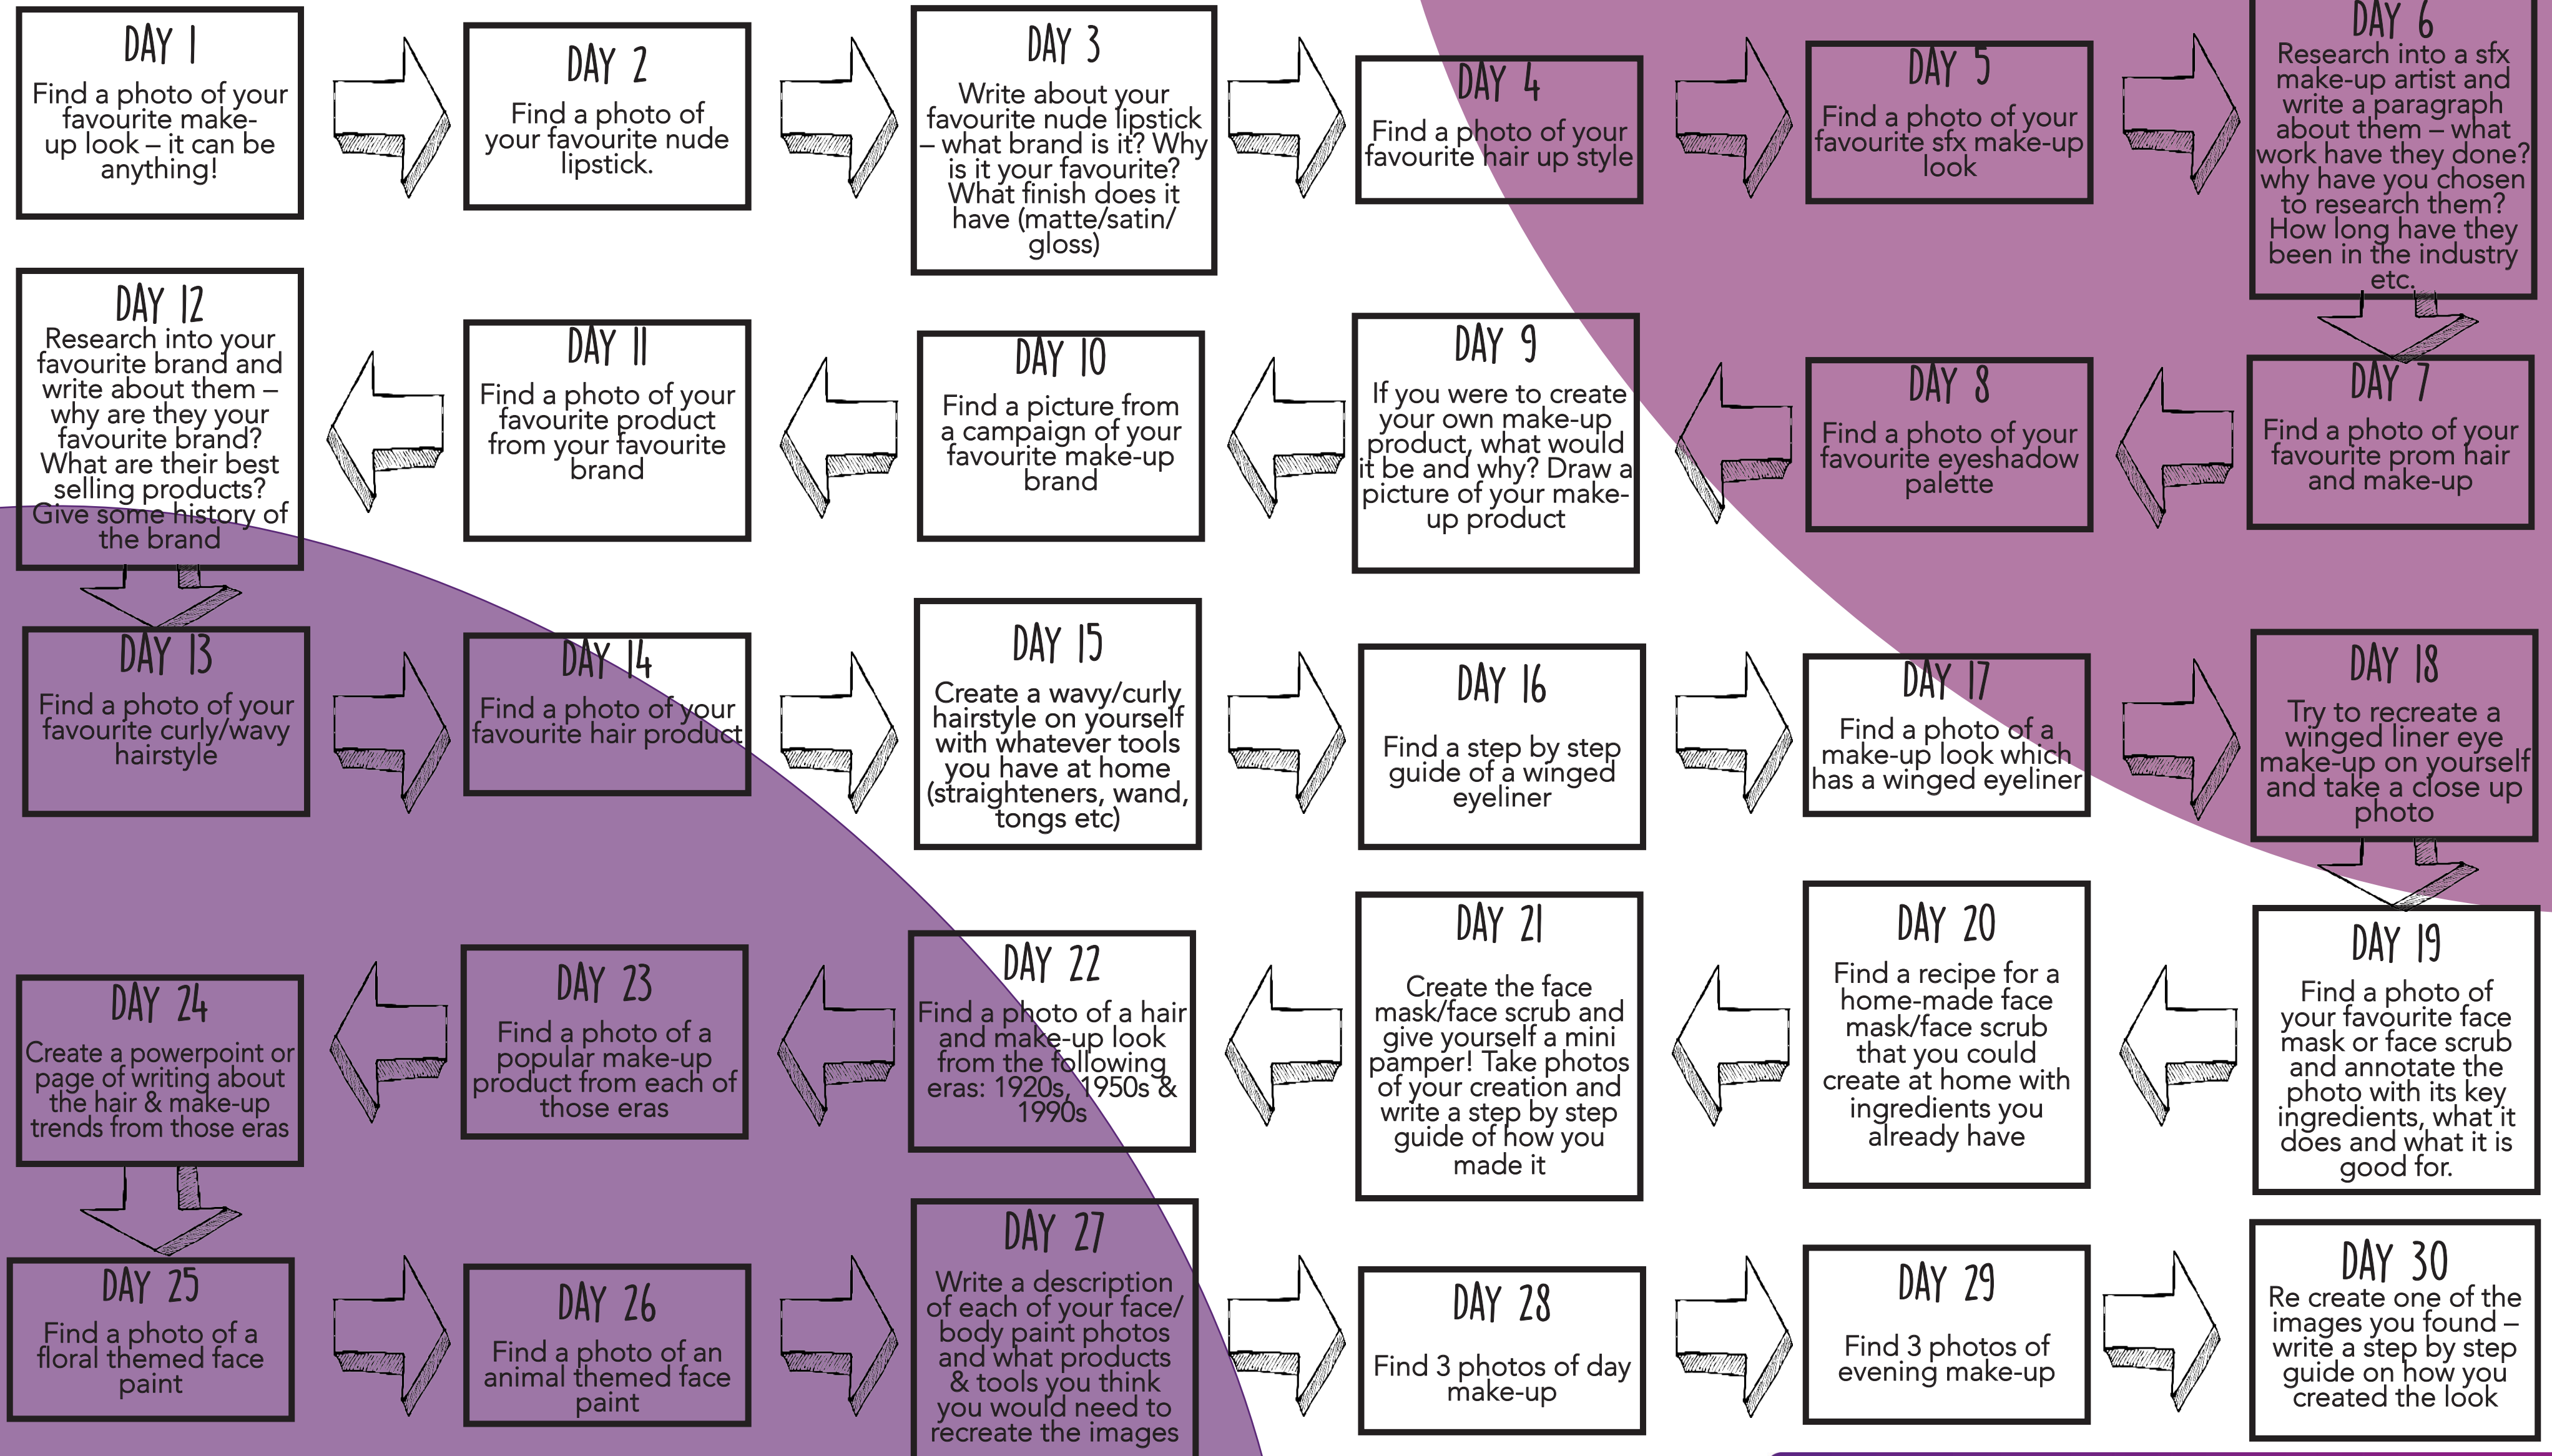 DAY 1
Find a photo of your
favourite make-
up look – it can be
anything!
DAY 2
Find a photo of
your favourite nude
lipstick.
DAY 3
Write about your
favourite nude lipstick
– what brand is it? Why
is it your favourite?
What finish does it
have (matte/satin/
gloss)
DAY 4
Find a photo of your
favourite hair up style
DAY 5
Find a photo of your
favourite sfx make-up
look
DAY 6
Research into a sfx
make-up artist and
write a paragraph
about them – what
work have they done?
why have you chosen
to research them?
How long have they
been in the industry
etc.
DAY 7
Find a photo of your
favourite prom hair
and make-up
DAY 8
Find a photo of your
favourite eyeshadow
palette
DAY 9
If you were to create
your own make-up
product, what would
it be and why? Draw a
picture of your make-
up product
DAY 10
Find a picture from
a campaign of your
favourite make-up
brand
DAY 11
Find a photo of your
favourite product
from your favourite
brand
DAY 12
Research into your
favourite brand and
write about them –
why are they your
favourite brand?
What are their best
selling products?
Give some history of
the brand
DAY 13
Find a photo of your
favourite curly/wavy
hairstyle
DAY 14
Find a photo of your
favourite hair product
DAY 15
Create a wavy/curly
hairstyle on yourself
with whatever tools
you have at home
(straighteners, wand,
tongs etc)
DAY 16
Find a step by step
guide of a winged
eyeliner
DAY 17
Find a photo of a
make-up look which
has a winged eyeliner
DAY 18
Try to recreate a
winged liner eye
make-up on yourself
and take a close up
photo
DAY 19
Find a photo of
your favourite face
mask or face scrub
and annotate the
photo with its key
ingredients, what it
does and what it is
good for.
DAY 20
Find a recipe for a
home-made face
mask/face scrub
that you could
create at home with
ingredients you
already have
DAY 21
Create the face
mask/face scrub and
give yourself a mini
pamper! Take photos
of your creation and
write a step by step
guide of how you
made it
DAY 22
Find a photo of a hair
and make-up look
from the following
eras: 1920s, 1950s &
1990s
DAY 23
Find a photo of a
popular make-up
product from each of
those eras
DAY 24
Create a powerpoint or
page of writing about
the hair & make-up
trends from those eras
DAY 25
Find a photo of a
floral themed face
paint
DAY 26
Find a photo of an
animal themed face
paint
DAY 27
Write a description
of each of your face/
body paint photos
and what products
& tools you think
you would need to
recreate the images
DAY 28
Find 3 photos of day
make-up
DAY 29
Find 3 photos of
evening make-up
DAY 30
Re create one of the
images you found –
write a step by step
guide on how you
created the look